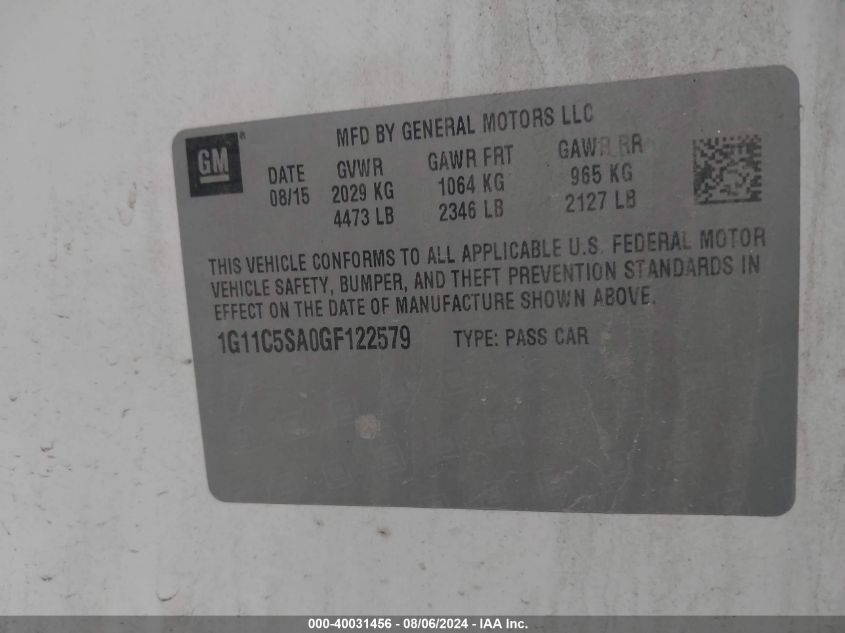 GM ®
MFD BY GENERAL MOTORS LLC
DATE GVWR GAWR FRT GAWR RR
08/15 2029 KG 1064 KG 965 KG
4473 LB 2346 LB 2127 LB
THIS VEHICLE CONFORMS TO ALL APPLICABLE U.S. FEDERAL MOTOR
VEHICLE SAFETY, BUMPER, AND THEFT PREVENTION STANDARDS IN
EFFECT ON THE DATE OF MANUFACTURE SHOWN ABOVE.
1G11C5SA0GF122579 TYPE: PASS CAR
000-40031456 - 08/06/2024 - IAA Inc.